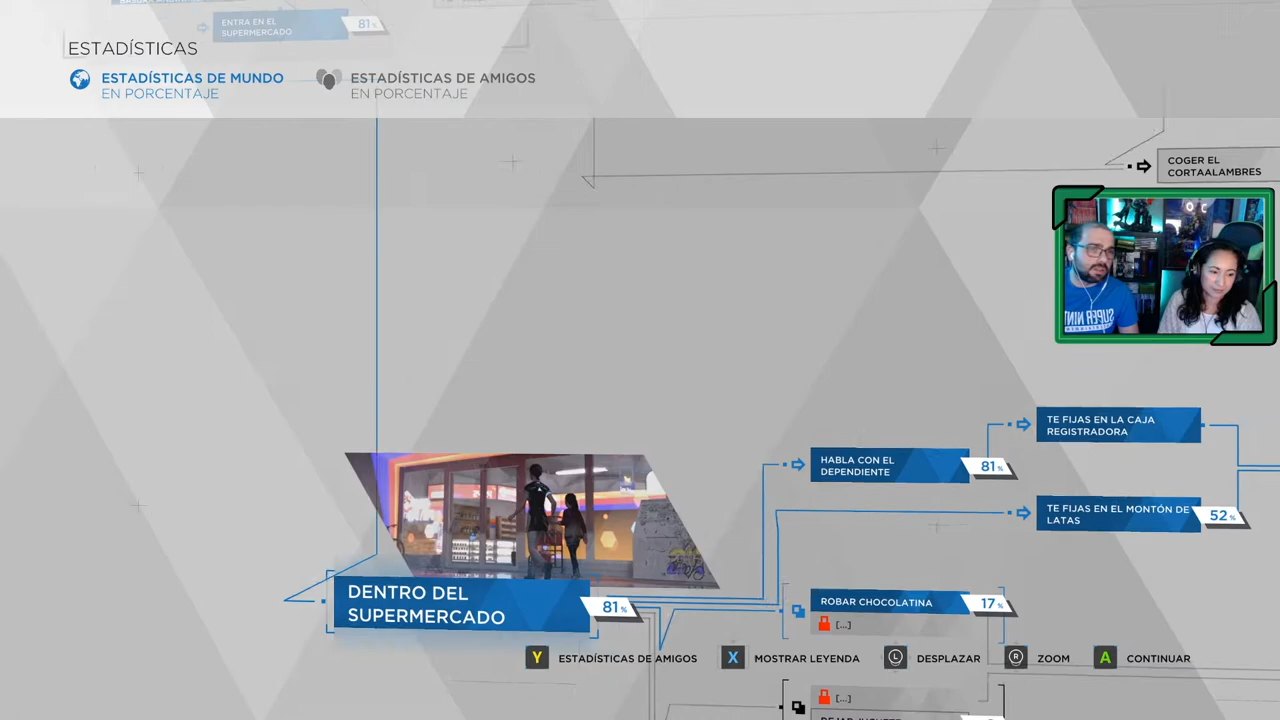 ENTRA EN EL
SUPERMERCADO
81%
ESTADÍSTICAS
ESTADÍSTICAS DE MUNDO
EN PORCENTAJE
ESTADÍSTICAS DE AMIGOS
EN PORCENTAJE
COGER EL
CORTAALAMBRES
SUPER NIN
TE FIJAS EN LA CAJA
REGISTRADORA
HABLA CON EL
DEPENDIENTE
81%
TE FIJAS EN EL MONTÓN DE
LATAS
52%
DENTRO DEL
SUPERMERCADO
81%
ROBAR CHOCOLATINA
17%
[...]
Y ESTADÍSTICAS DE AMIGOS
X MOSTRAR LEYENDA
L DESPLAZAR
R ZOOM
A CONTINUAR
[...]